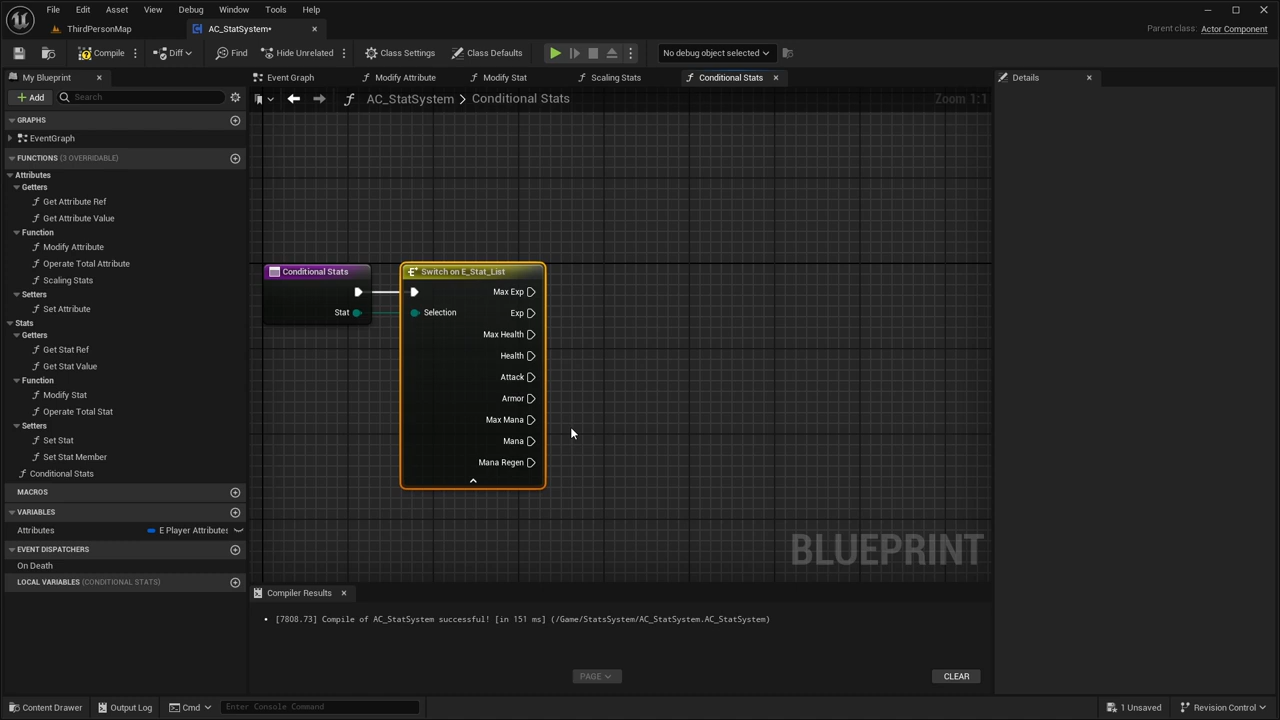 File Edit Asset View Debug Window Tools Help
ThirdPersonMap AC_StatSystem•
Parent class: Actor Component
Compile Diff Find Hide Unrelated Class Settings Class Defaults No debug object selected
My Blueprint
Add Search
GRAPHS
EventGraph
FUNCTIONS (3 OVERRIDABLE)
Attributes
Getters
Get Attribute Ref
Get Attribute Value
Function
Modify Attribute
Operate Total Attribute
Scaling Stats
Setters
Set Attribute
Stats
Getters
Get Stat Ref
Get Stat Value
Function
Modify Stat
Operate Total Stat
Setters
Set Stat
Set Stat Member
Conditional Stats
MACROS
VARIABLES
Attributes E Player Attributes
EVENT DISPATCHERS
On Death
LOCAL VARIABLES (CONDITIONAL STATS)
Event Graph Modify Attribute Modify Stat Scaling Stats Conditional Stats
AC_StatSystem > Conditional Stats
Zoom 1:1
Conditional Stats
Stat
Switch on E_Stat_List
Max Exp
Selection Exp
Max Health
Health
Attack
Armor
Max Mana
Mana
Mana Regen
BLUEPRINT
Compiler Results
• [7808.73] Compile of AC_StatSystem successful! [in 151 ms] (/Game/StatsSystem/AC_StatSystem.AC_StatSystem)
PAGE
CLEAR
Details
Content Drawer Output Log Cmd Enter Console Command
1 Unsaved Revision Control